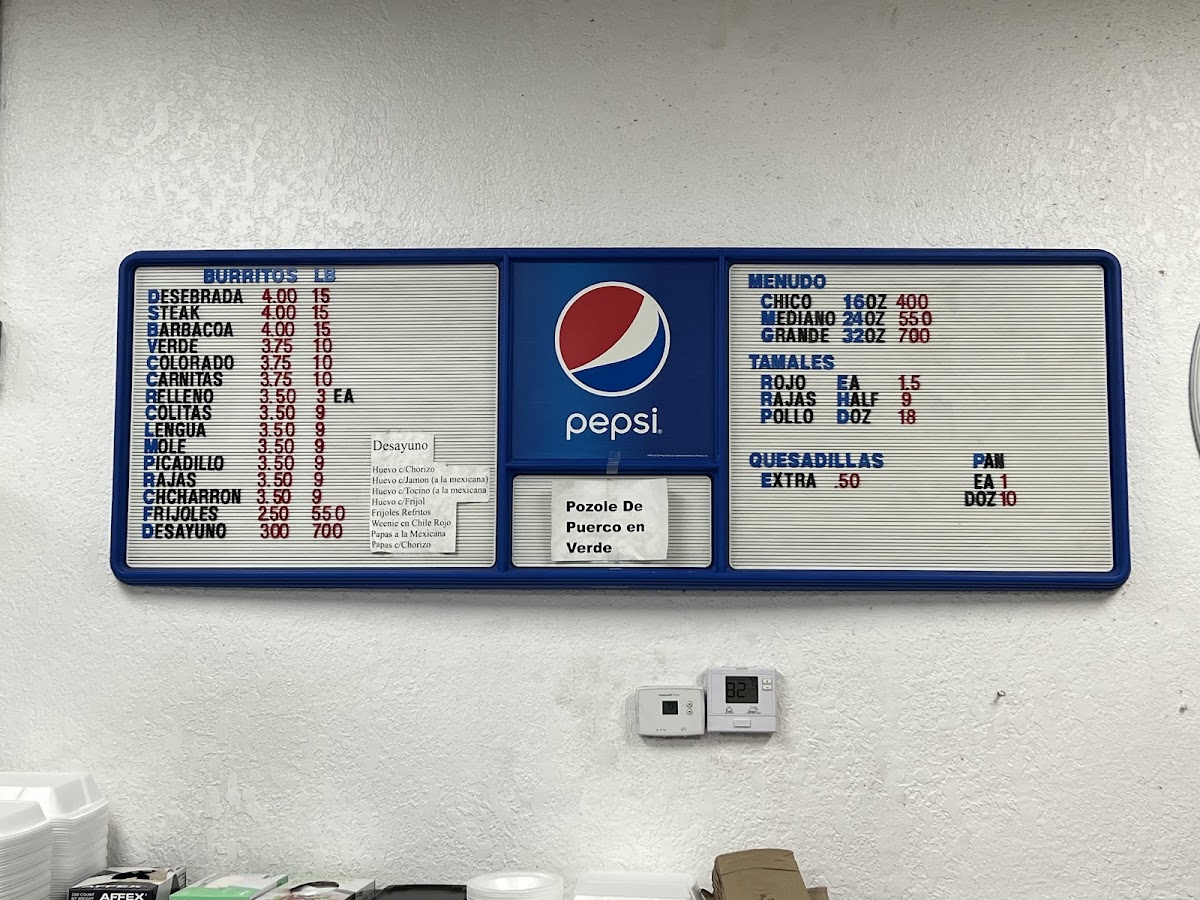 BURRITOS LB
DESEBRADA 4.00 15
STEAK 4.00 15
BARBACOA 4.00 15
VERDE 3.75 10
COLORADO 3.75 10
CARNITAS 3.75 10
RELLENO 3.50 3 EA
COLITAS 3.50 9
LENGUA 3.50 9
MOLE 3.50 9
PICADILLO 3.50 9
RAJAS 3.50 9
CHCHARRON 3.50 9
FRIJOLES 250 550
DESAYUNO 300 700
Desayuno
Huevo c/Chorizo
Huevo c/Jamon (a la mexicana)
Huevo c/Tocino (a la mexicana
Huevo c/Frijol
Frijoles Refritos
Weenie en Chile Rojo
Papas a la Mexicana
Papas c/Chorizo
pepsi
Pozole De
Puerco en
Verde
MENUDO
CHICO 16OZ 400
MEDIANO 24OZ 550
GRANDE 32OZ 700
TAMALES
ROJO EA 1.5
RAJAS HALF 9
POLLO DOZ 18
QUESADILLAS
EXTRA .50
PAN
EA 1
DOZ 10
82
AFFEX
AFFEX